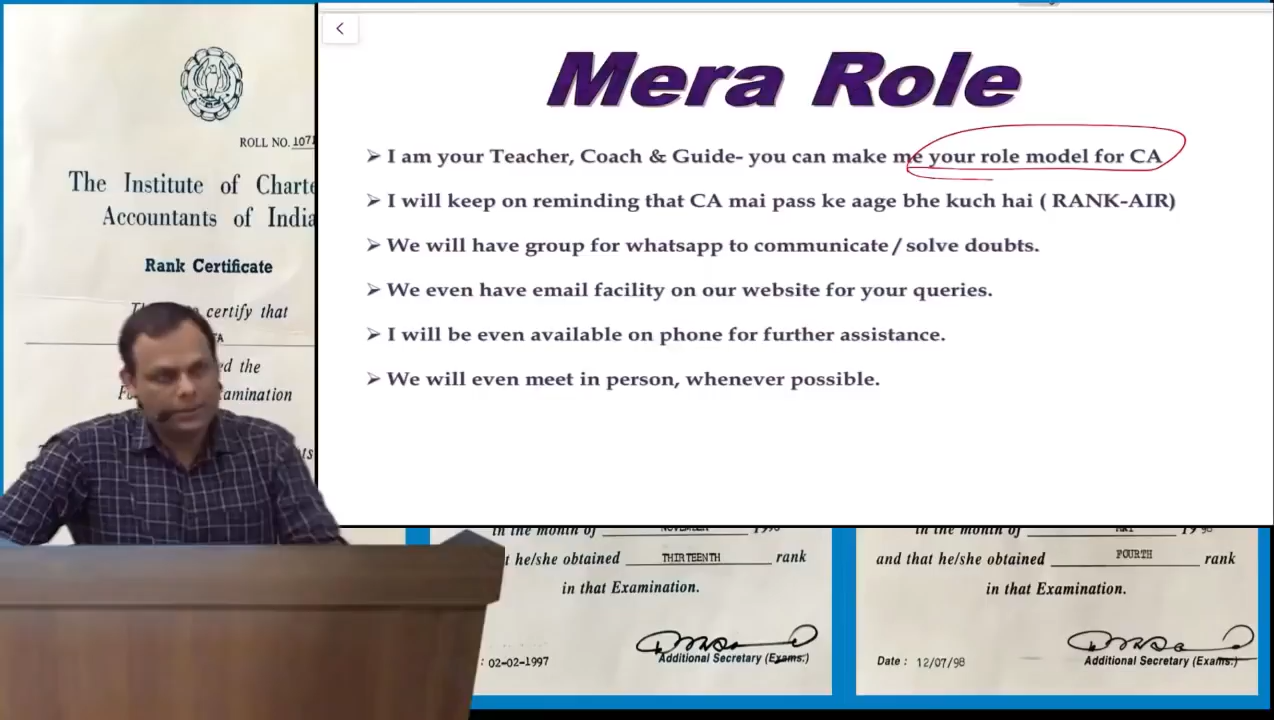 Mera Role
➢ I am your Teacher, Coach & Guide- you can make me your role model for CA
➢ I will keep on reminding that CA mai pass ke aage bhe kuch hai ( RANK-AIR)
➢ We will have group for whatsapp to communicate / solve doubts.
➢ We even have email facility on our website for your queries.
➢ I will be even available on phone for further assistance.
➢ We will even meet in person, whenever possible.
ROLL NO. 1071
The Institute of Charte
Accountants of India
Rank Certificate
certify that
ed the
amination
in the month of NOVEMBER
t he/she obtained THIRTEENTH rank
in that Examination.
Additional Secretary (Exams.)
: 02-02-1997
in the month of MAY 1998
and that he/she obtained FOURTH rank
in that Examination.
Additional Secretary (Exams.)
Date : 12/07/98